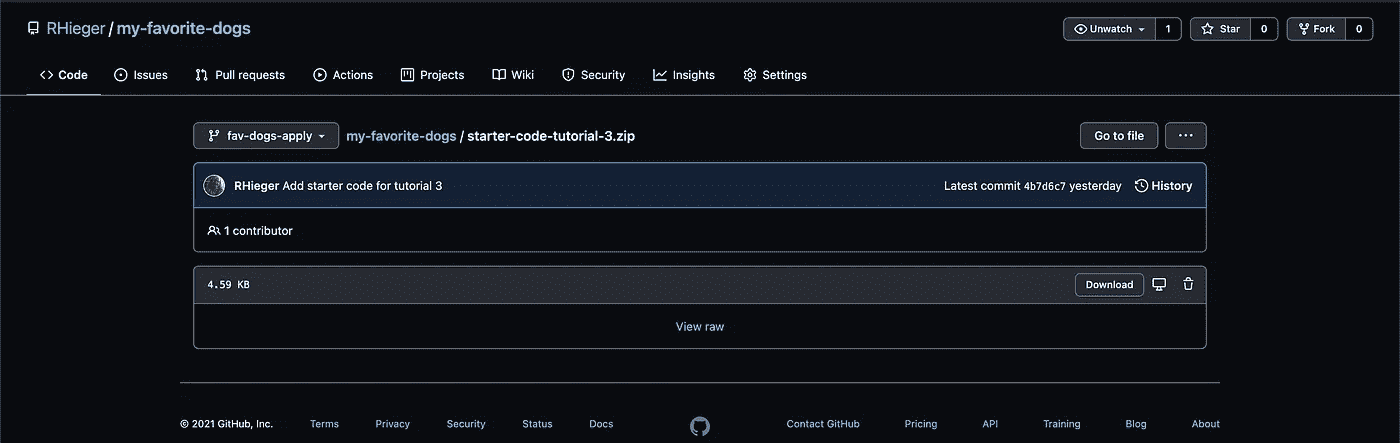 RHieger / my-favorite-dogs
Unwatch 1 Star 0 Fork 0
Code Issues Pull requests Actions Projects Wiki Security Insights Settings
fav-dogs-apply my-favorite-dogs / starter-code-tutorial-3.zip Go to file ...
RHieger Add starter code for tutorial 3 Latest commit 4b7d6c7 yesterday History
1 contributor
4.59 KB Download
View raw
© 2021 GitHub, Inc. Terms Privacy Security Status Docs Contact GitHub Pricing API Training Blog About